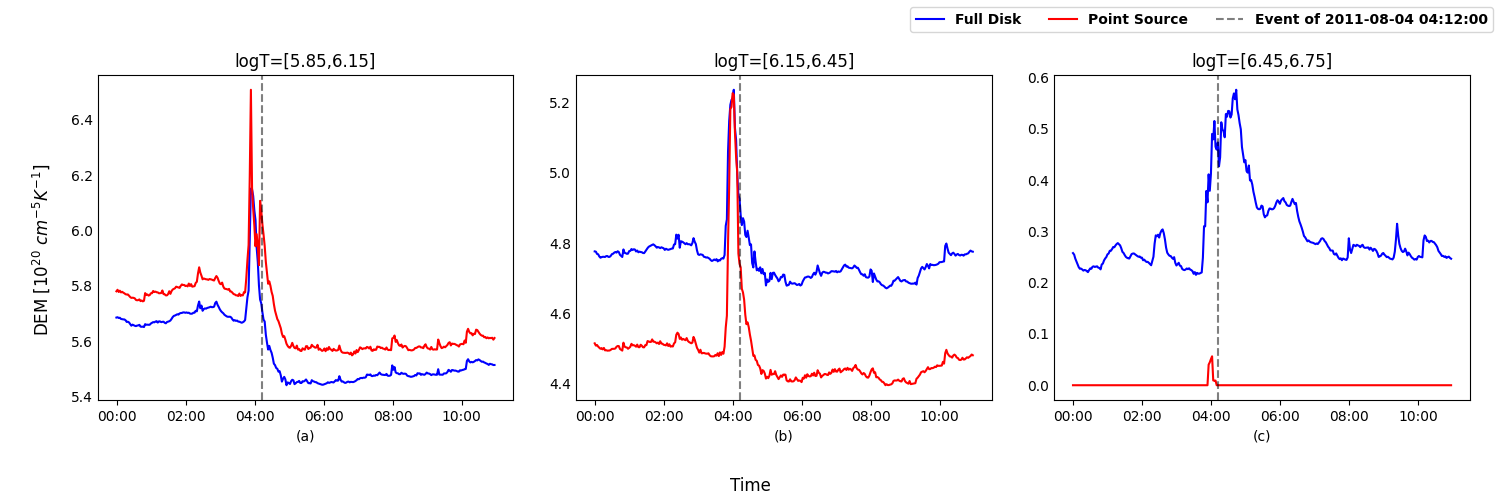 Full Disk Point Source Event of 2011-08-04 04:12:00
logT=[5.85,6.15] logT=[6.15,6.45] logT=[6.45,6.75]
DEM [10²⁰ cm⁻⁵K⁻¹]
6.4
6.2
6.0
5.8
5.6
5.4
00:00 02:00 04:00 06:00 08:00 10:00
(a)
5.2
5.0
4.8
4.6
4.4
00:00 02:00 04:00 06:00 08:00 10:00
(b)
0.6
0.5
0.4
0.3
0.2
0.1
0.0
00:00 02:00 04:00 06:00 08:00 10:00
(c)
Time